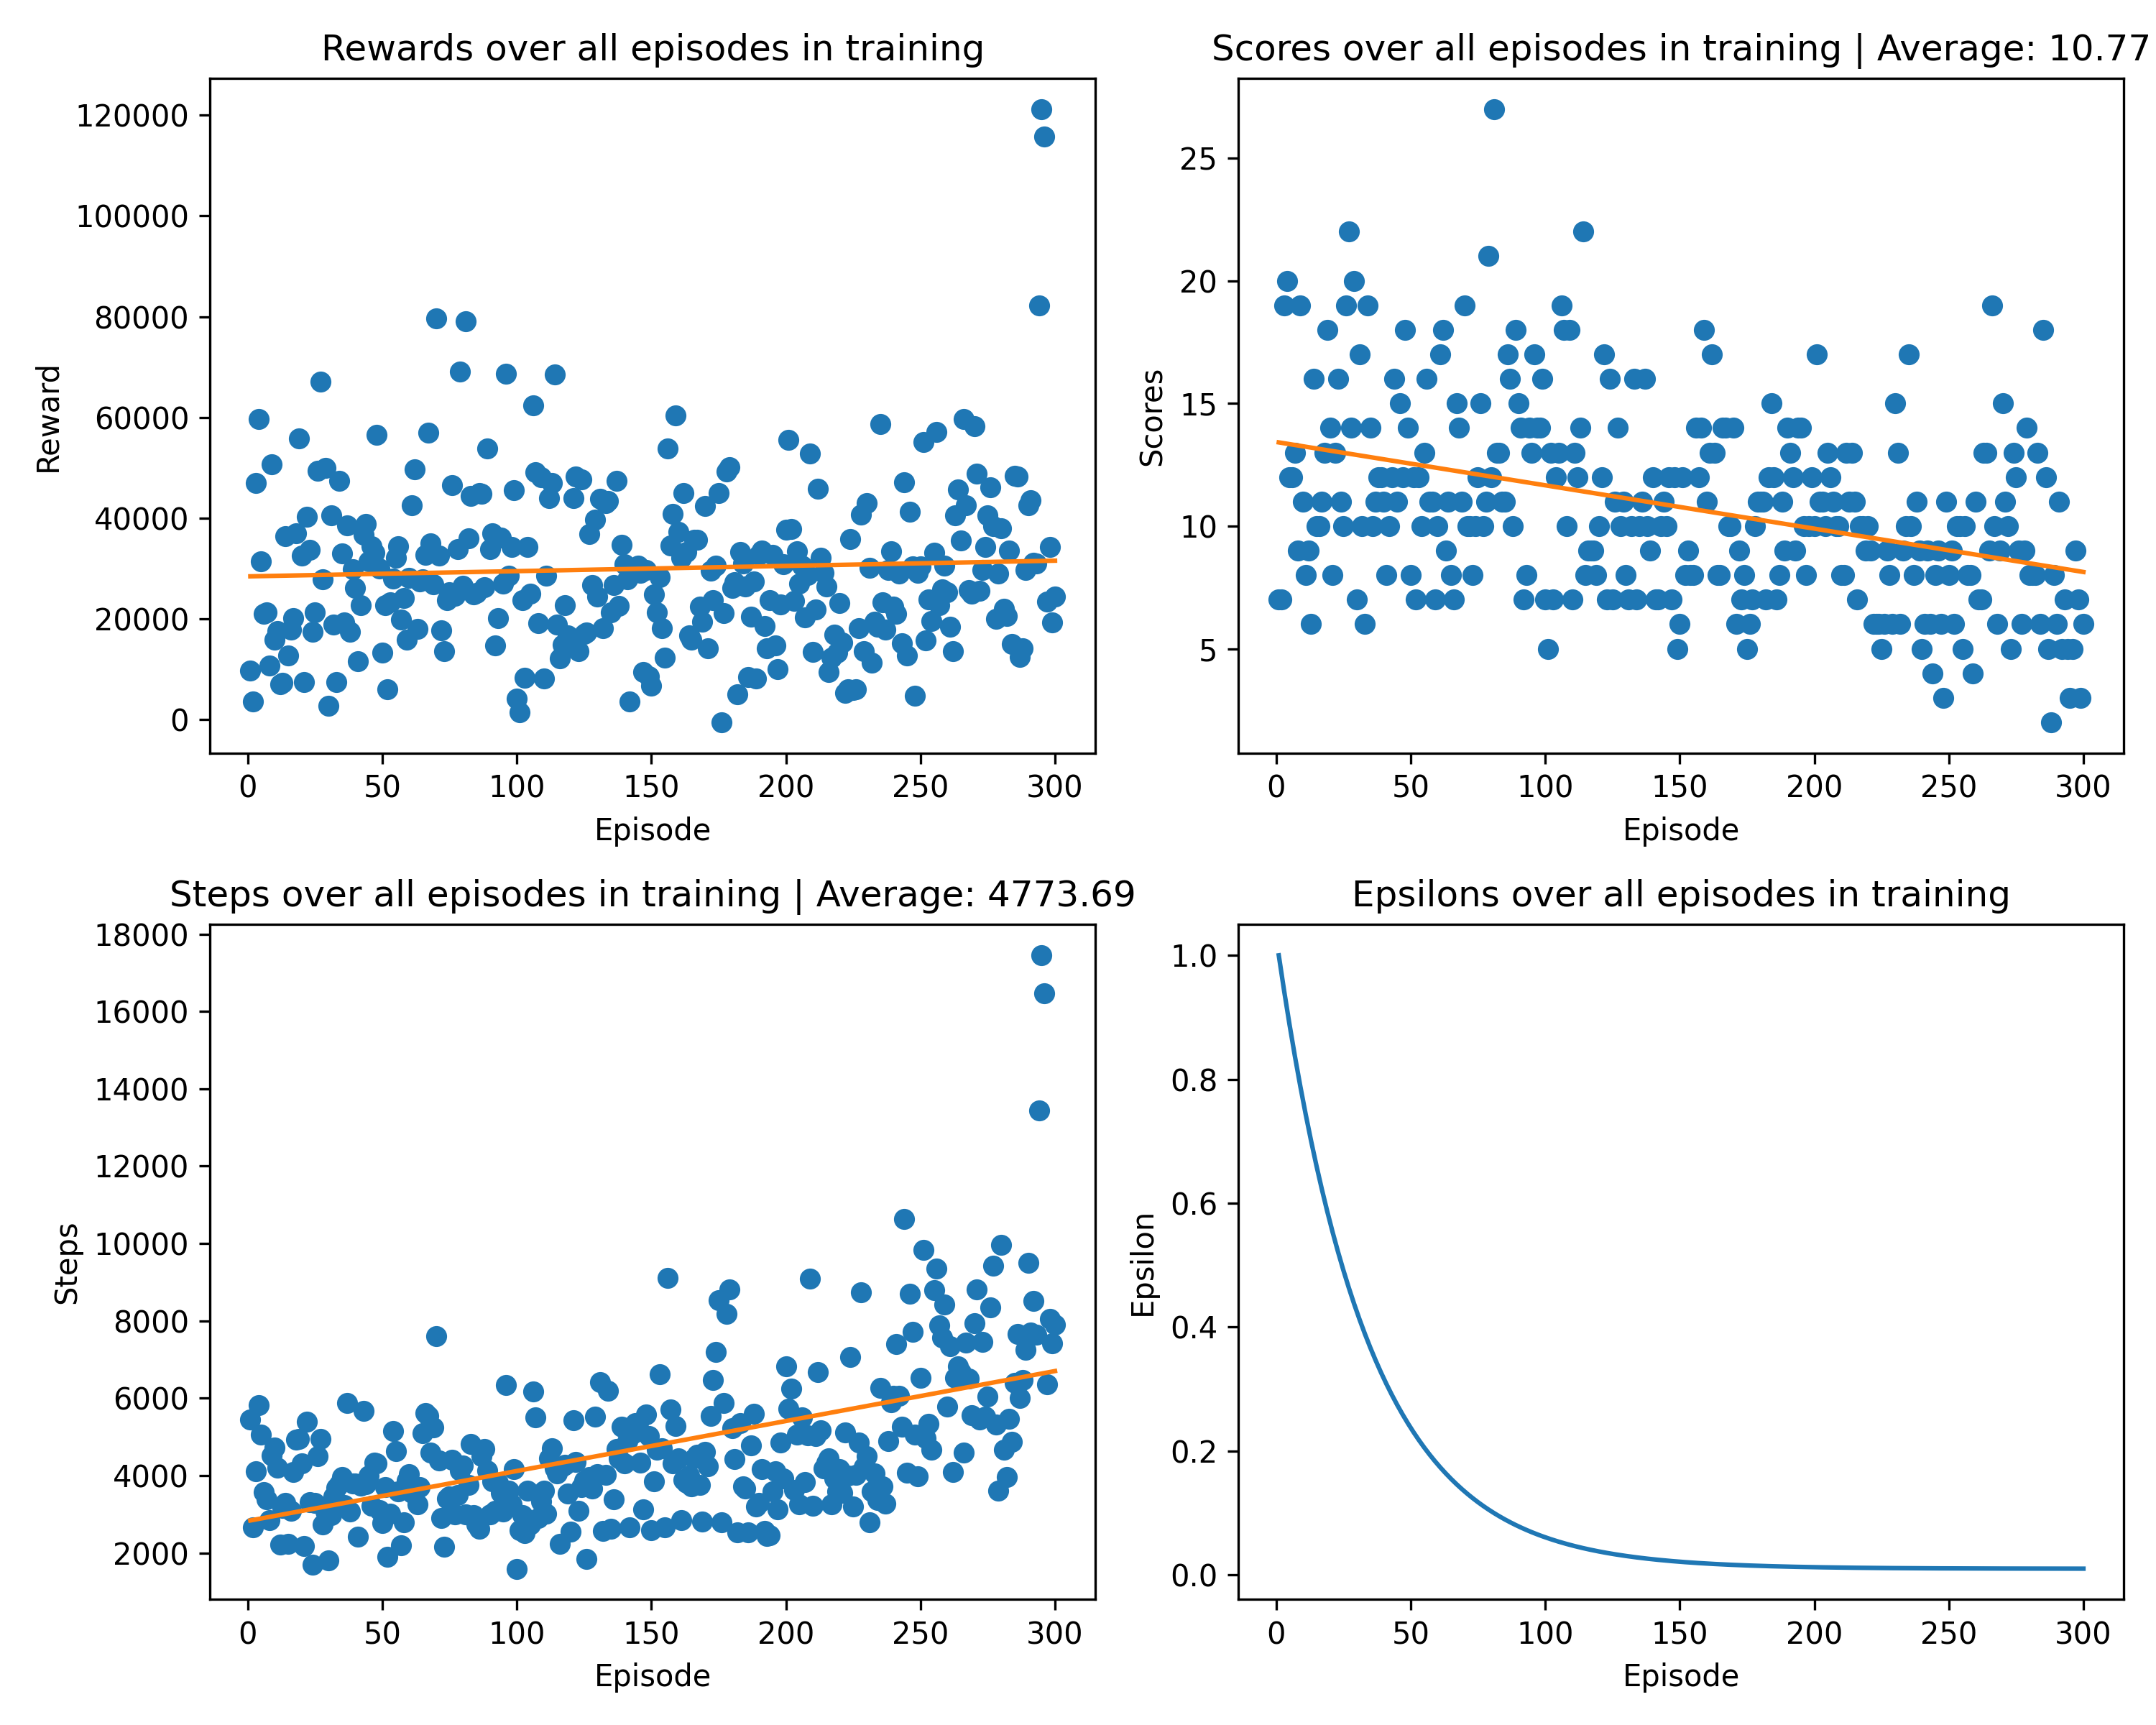 Rewards over all episodes in training
120000
100000
80000
60000
40000
20000
0
Reward
0 50 100 150 200 250 300
Episode
Scores over all episodes in training | Average: 10.77
25
20
15
10
5
Scores
0 50 100 150 200 250 300
Episode
Steps over all episodes in training | Average: 4773.69
18000
16000
14000
12000
10000
8000
6000
4000
2000
Steps
0 50 100 150 200 250 300
Episode
Epsilons over all episodes in training
1.0
0.8
0.6
0.4
0.2
0.0
Epsilon
0 50 100 150 200 250 300
Episode